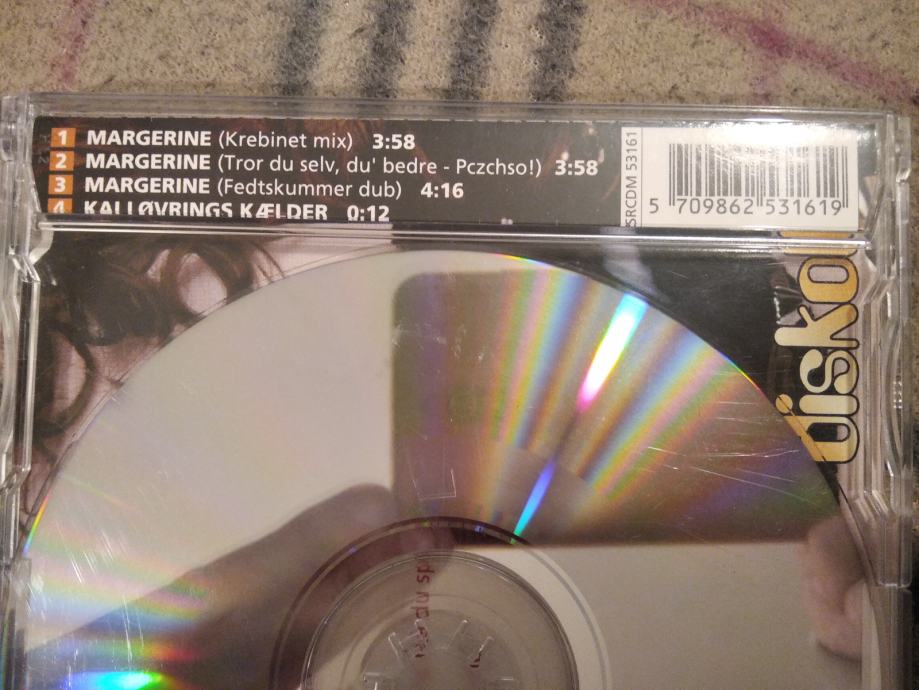 1 MARGERINE (Krebinet mix) 3:58
2 MARGERINE (Tror du selv, du' bedre - Pczchso!) 3:58
3 MARGERINE (Fedtskummer dub) 4:16
4 KALLØVRINGS KÆLDER 0:12
SRCDM 53161
5 709862 531619
disko